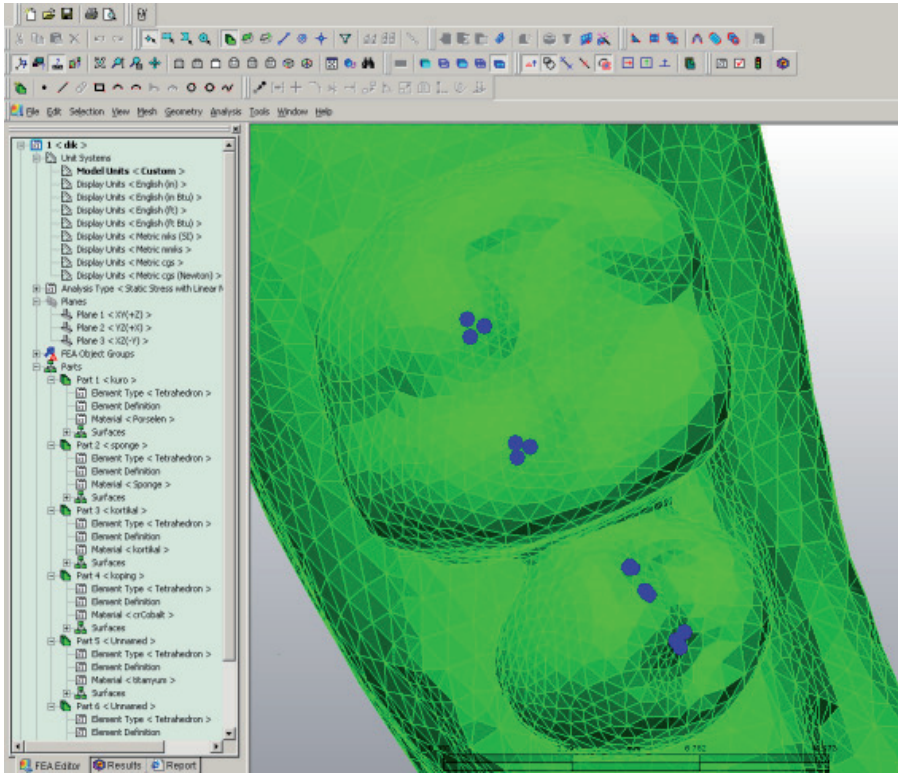 File Edit Selection View Mesh Geometry Analysis Tools Window Help
1 < dik >
Unit Systems
Model Units < Custom >
Display Units < English (in) >
Display Units < English (in Btu) >
Display Units < English (ft) >
Display Units < English (ft Btu) >
Display Units < Metric mks (SI) >
Display Units < Metric mmks >
Display Units < Metric cgs >
Display Units < Metric cgs (Newton) >
Analysis Type < Static Stress with Linear M
Planes
Plane 1 < XY(+Z) >
Plane 2 < YZ(+X) >
Plane 3 < XZ(-Y) >
FEA Object Groups
Parts
Part 1 < kuro >
Element Type < Tetrahedron >
Element Definition
Material < Porselen >
Surfaces
Part 2 < sponge >
Element Type < Tetrahedron >
Element Definition
Material < Sponge >
Surfaces
Part 3 < kortikal >
Element Type < Tetrahedron >
Element Definition
Material < kortikal >
Surfaces
Part 4 < koping >
Element Type < Tetrahedron >
Element Definition
Material < crCobalt >
Surfaces
Part 5 < Unnamed >
Element Type < Tetrahedron >
Element Definition
Material < titanyum >
Surfaces
Part 6 < Unnamed >
Element Type < Tetrahedron >
Element Definition
FEA Editor Results Report